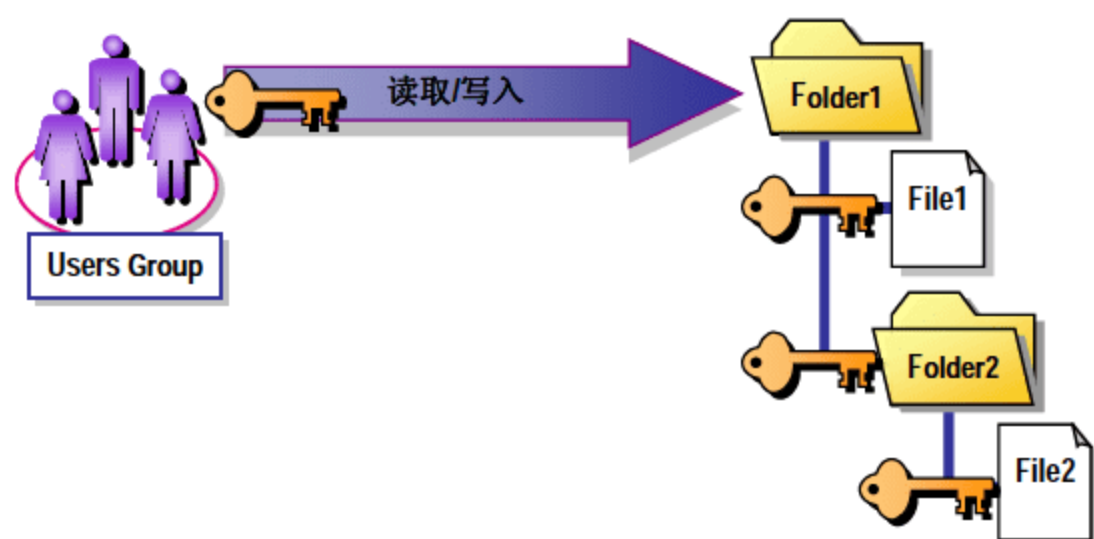 读取/写入
Folder1
File1
Users Group
Folder2
File2